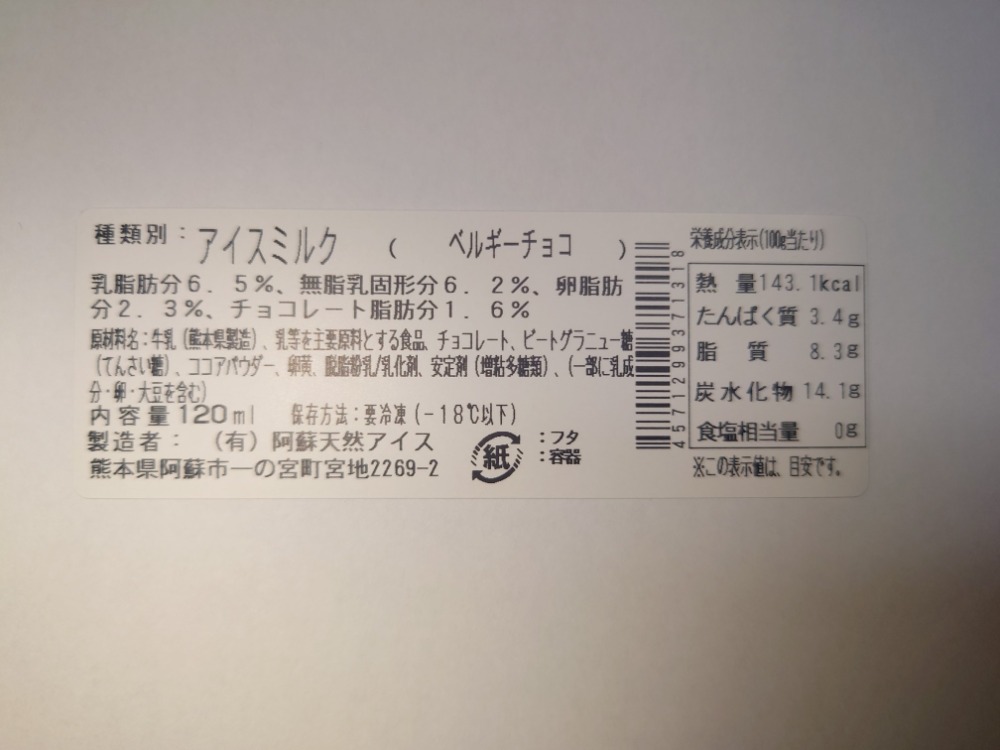 種類別：アイスミルク （ ベルギーチョコ ）
乳脂肪分６．５％、無脂乳固形分６．２％、卵脂肪
分２．３％、チョコレート脂肪分１．６％
原材料名：牛乳（熊本県製造）、乳等を主要原料とする食品、チョコレート、ビートグラニュー糖
（てんさい糖）、ココアパウダー、卵黄、脱脂粉乳/乳化剤、安定剤（増粘多糖類）、（一部に乳成
分・卵・大豆を含む）
内容量120ml 保存方法：要冷凍（－18℃以下）
製造者：（有）阿蘇天然アイス
熊本県阿蘇市一の宮町宮地2269-2
紙
：フタ
：容器
4571299371318
栄養成分表示(100g当たり)
熱量143.1kcal
たんぱく質 3.4g
脂質 8.3g
炭水化物 14.1g
食塩相当量 0g
※この表示値は、目安です。